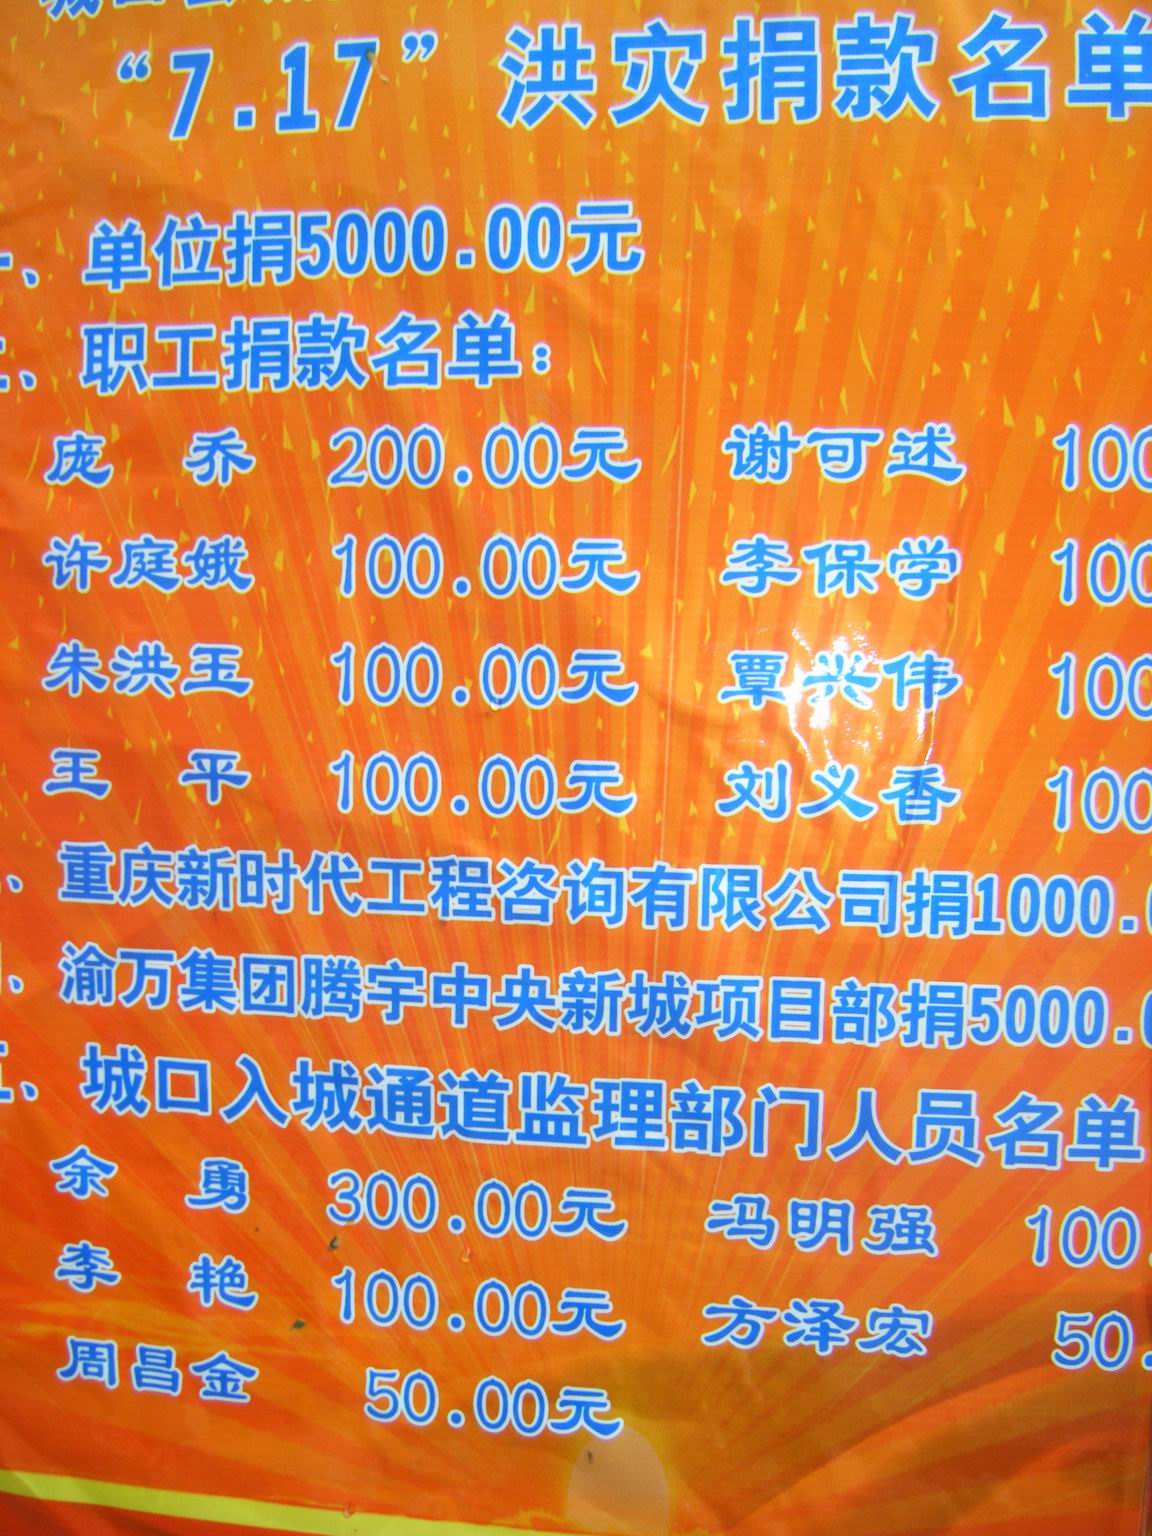 “7.17”洪灾捐款名单
一、单位捐5000.00元
二、职工捐款名单：
庞 乔 200.00元 谢可述 100
许庭娥 100.00元 李保学 100
朱洪玉 100.00元 覃兴伟 100
王 平 100.00元 刘义香 100
、重庆新时代工程咨询有限公司捐1000.
、渝万集团腾宇中央新城项目部捐5000.
五、城口入城通道监理部门人员名单
余 勇 300.00元 冯明强 100.
李 艳 100.00元 方泽宏 50.
周昌金 50.00元